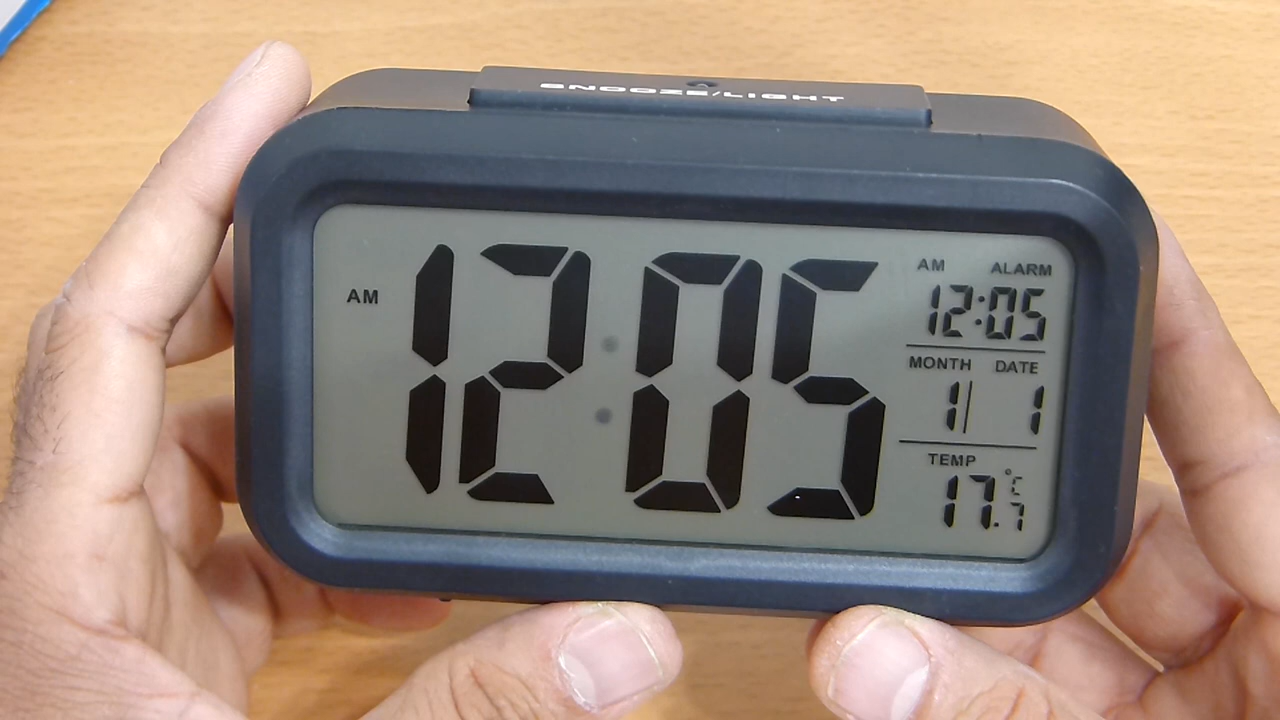 SNOOZE/LIGHT
AM 12:05
AM ALARM
12:05
MONTH DATE
1 1
TEMP
17.7 °C